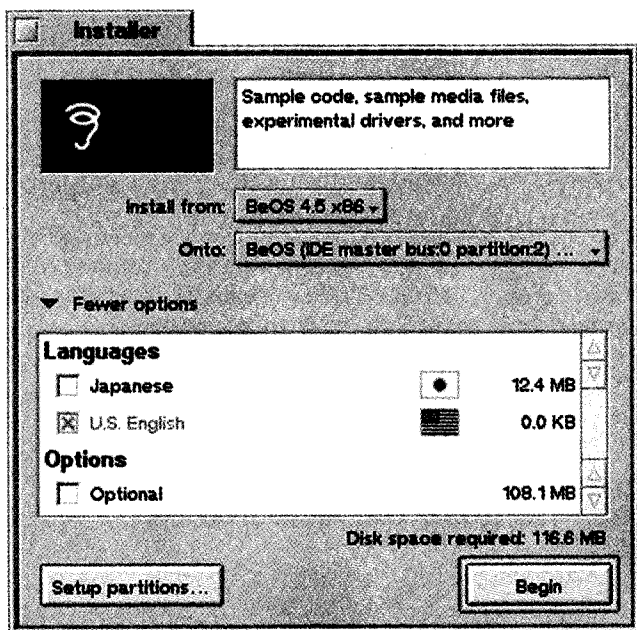 Installer
Sample code, sample media files,
experimental drivers, and more
Install from: BeOS 4.5 x86
Onto: BeOS (IDE master bus:0 partition:2) ...
Fewer options
Languages
Japanese 12.4 MB
U.S. English 0.0 KB
Options
Optional 108.1 MB
Disk space required: 116.6 MB
Setup partitions... Begin